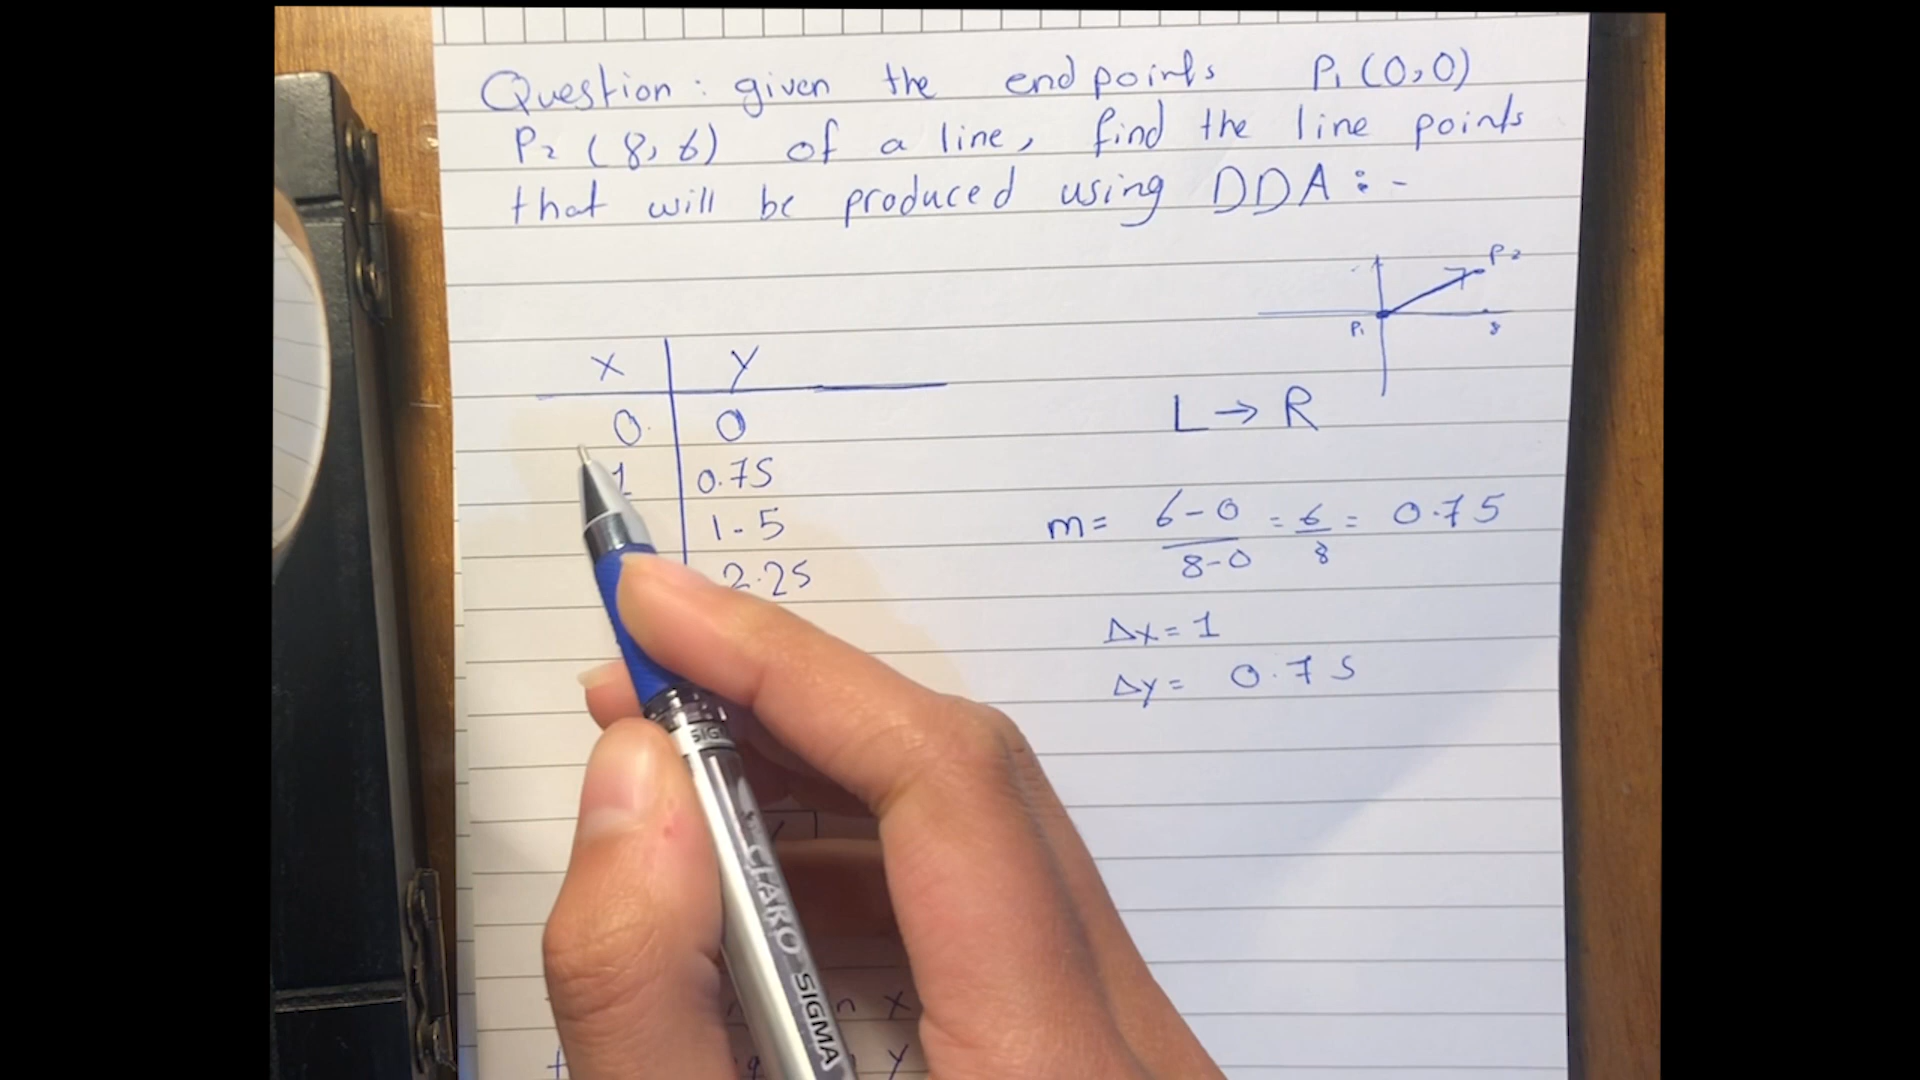 Question: given the endpoints P1 (0,0)
P2 (8,6) of a line, find the line points
that will be produced using DDA :-
P2
P1 8
X Y
0 0
L → R
1 0.75
m = 6-0 / 8-0 = 6 / 8 = 0.75
1.5
2.25
Δx = 1
Δy = 0.75
CLARO SIGMA
n X
Y